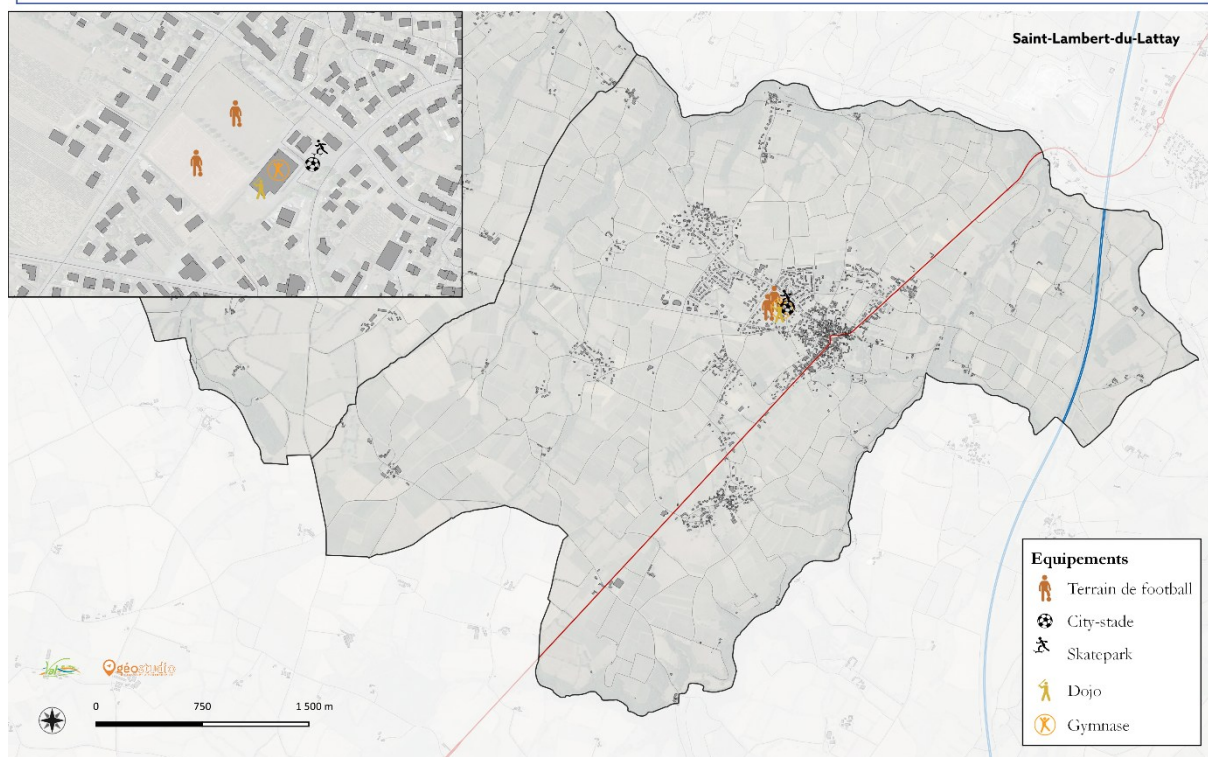 Saint-Lambert-du-Lattay
Equipements
Terrain de football
City-stade
Skatepark
Dojo
Gymnase
géostudio
0 750 1 500 m